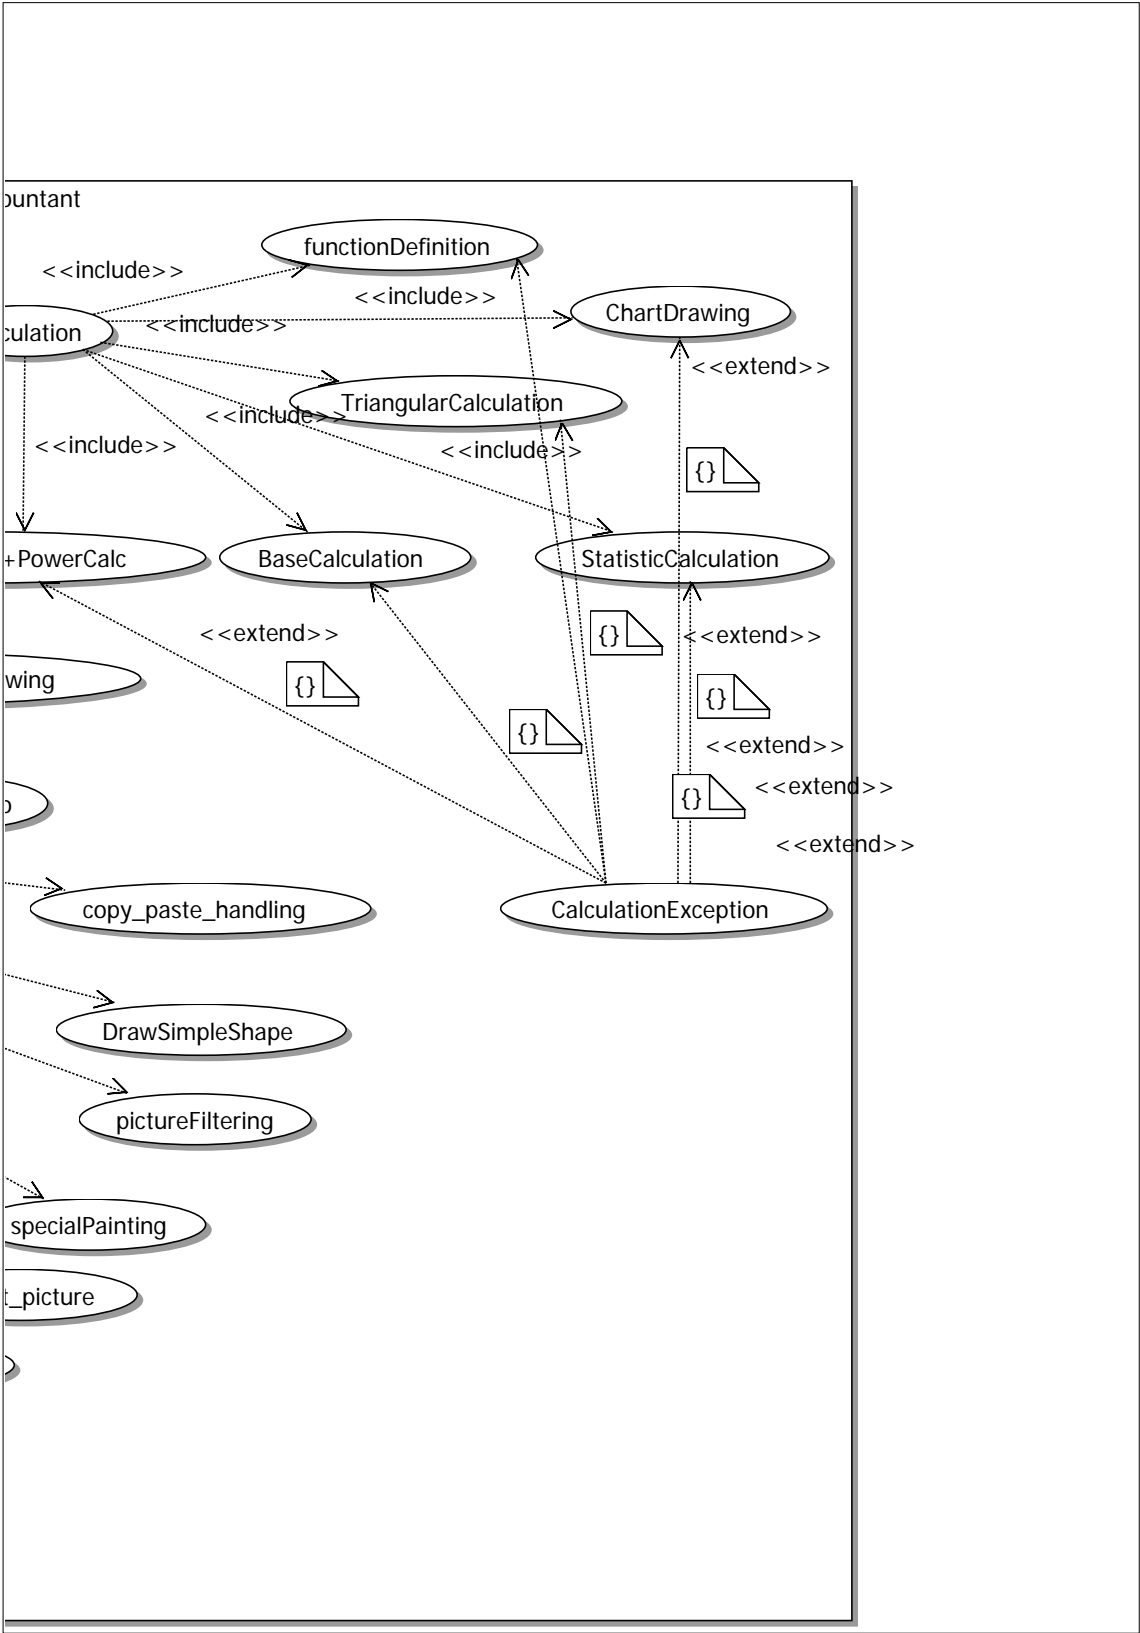 ountant
functionDefinition
<<include>>
<<include>>
ChartDrawing
<<include>>
culation
<<extend>>
TriangularCalculation
<<include>>
<<include>>
<<include>>
{}
+PowerCalc
BaseCalculation
StatisticCalculation
<<extend>>
{}
<<extend>>
wing
{}
{}
{}
<<extend>>
<<extend>>
{}
<<extend>>
copy_paste_handling
CalculationException
DrawSimpleShape
pictureFiltering
specialPainting
t_picture